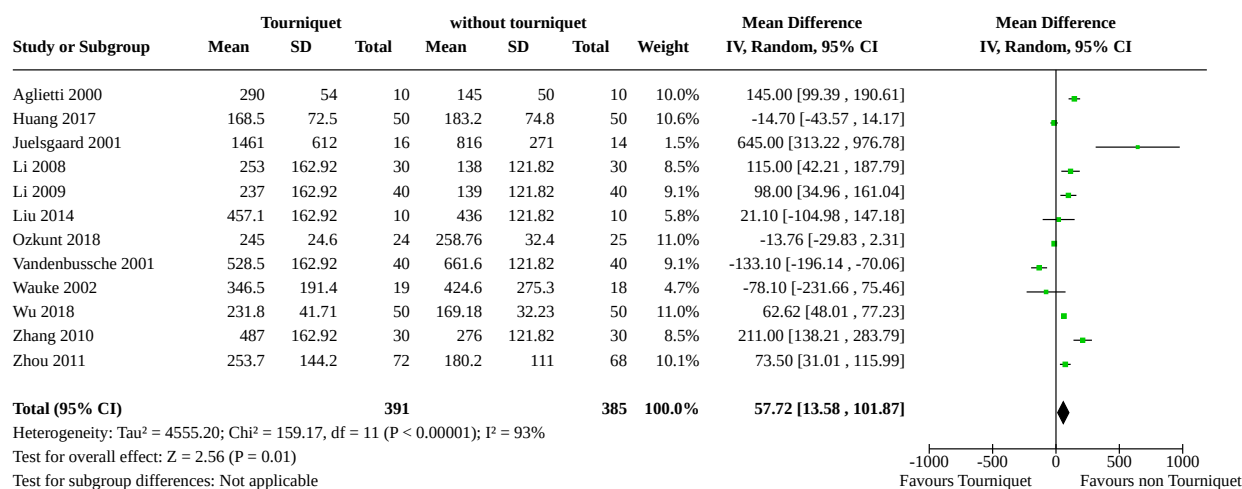 Tourniquet without tourniquet Mean Difference Mean Difference
Study or Subgroup Mean SD Total Mean SD Total Weight IV, Random, 95% CI IV, Random, 95% CI
Aglietti 2000 290 54 10 145 50 10 10.0% 145.00 [99.39 , 190.61]
Huang 2017 168.5 72.5 50 183.2 74.8 50 10.6% -14.70 [-43.57 , 14.17]
Juelsgaard 2001 1461 612 16 816 271 14 1.5% 645.00 [313.22 , 976.78]
Li 2008 253 162.92 30 138 121.82 30 8.5% 115.00 [42.21 , 187.79]
Li 2009 237 162.92 40 139 121.82 40 9.1% 98.00 [34.96 , 161.04]
Liu 2014 457.1 162.92 10 436 121.82 10 5.8% 21.10 [-104.98 , 147.18]
Ozkunt 2018 245 24.6 24 258.76 32.4 25 11.0% -13.76 [-29.83 , 2.31]
Vandenbussche 2001 528.5 162.92 40 661.6 121.82 40 9.1% -133.10 [-196.14 , -70.06]
Wauke 2002 346.5 191.4 19 424.6 275.3 18 4.7% -78.10 [-231.66 , 75.46]
Wu 2018 231.8 41.71 50 169.18 32.23 50 11.0% 62.62 [48.01 , 77.23]
Zhang 2010 487 162.92 30 276 121.82 30 8.5% 211.00 [138.21 , 283.79]
Zhou 2011 253.7 144.2 72 180.2 111 68 10.1% 73.50 [31.01 , 115.99]
Total (95% CI) 391 385 100.0% 57.72 [13.58 , 101.87]
Heterogeneity: Tau² = 4555.20; Chi² = 159.17, df = 11 (P < 0.00001); I² = 93%
Test for overall effect: Z = 2.56 (P = 0.01)
-1000 -500 0 500 1000
Test for subgroup differences: Not applicable
Favours Tourniquet Favours non Tourniquet